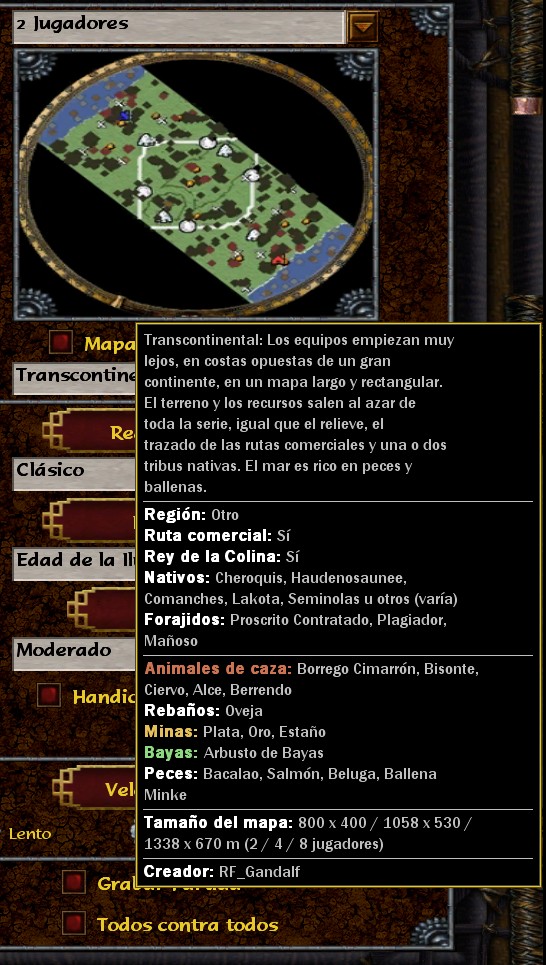 2 Jugadores
Mapa
Transcontine
Transcontinental: Los equipos empiezan muy
lejos, en costas opuestas de un gran
continente, en un mapa largo y rectangular.
El terreno y los recursos salen al azar de
toda la serie, igual que el relieve, el
trazado de las rutas comerciales y una o dos
tribus nativas. El mar es rico en peces y
ballenas.
Región: Otro
Ruta comercial: Sí
Rey de la Colina: Sí
Nativos: Cheroquis, Haudenosaunee,
Comanches, Lakota, Seminolas u otros (varía)
Forajidos: Proscrito Contratado, Plagiador,
Mañoso
Animales de caza: Borrego Cimarrón, Bisonte,
Ciervo, Alce, Berrendo
Rebaños: Oveja
Minas: Plata, Oro, Estaño
Bayas: Arbusto de Bayas
Peces: Bacalao, Salmón, Beluga, Ballena
Minke
Tamaño del mapa: 800 x 400 / 1058 x 530 /
1338 x 670 m (2 / 4 / 8 jugadores)
Creador: RF_Gandalf
Re
Clásico
Edad de la Il
Moderado
Handic
Vel
Lento
Todos contra todos